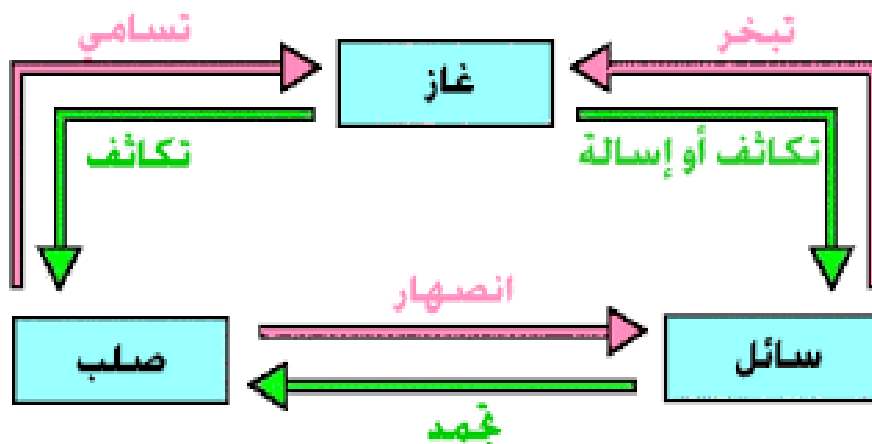 تسامي
تبخر
غاز
تكاثف
تكاثف أو إسالة
انصهار
صلب
سائل
تجمد